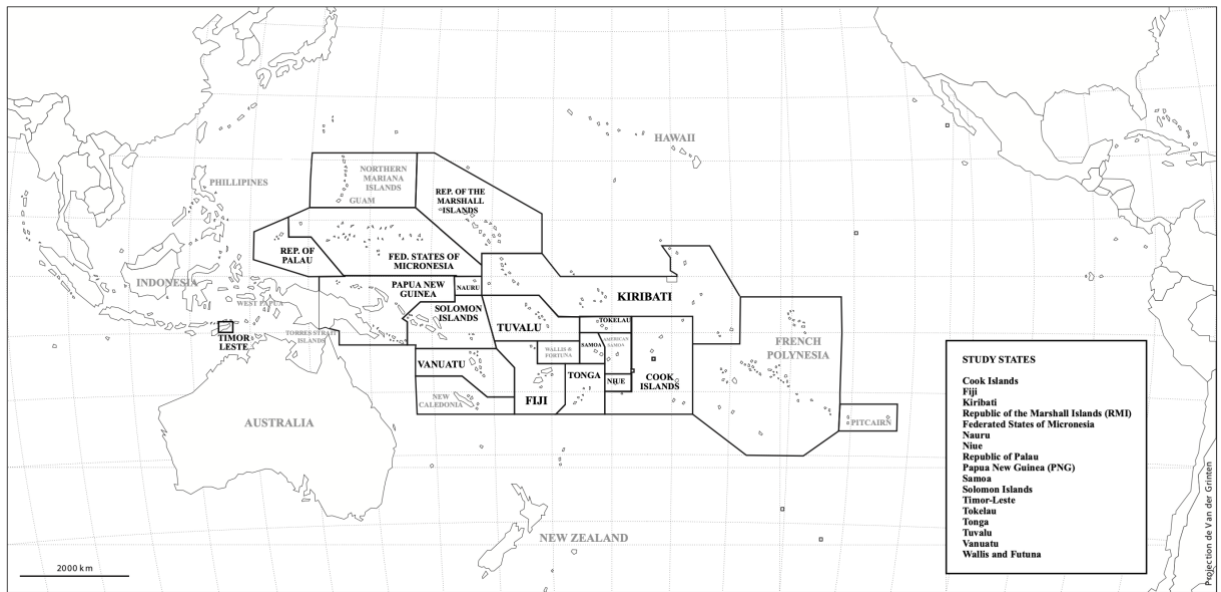 HAWAII
NORTHERN
MARIANA
ISLANDS
GUAM
PHILLIPINES
REP. OF THE
MARSHALL
ISLANDS
REP. OF
PALAU
FED. STATES OF
MICRONESIA
INDONESIA
PAPUA NEW
GUINEA
NAURU
KIRIBATI
WEST PAPUA
SOLOMON
ISLANDS
TUVALU
TOKELAU
TIMOR
LESTE
TORRES STRAIT
ISLANDS
WALLIS &
FORTUNA
SAMOA
AMERICAN
SAMOA
FRENCH
POLYNESIA
VANUATU
TONGA
NIUE
COOK
ISLANDS
NEW
CALEDONIA
FIJI
PITCAIRN
AUSTRALIA
NEW ZEALAND
STUDY STATES
Cook Islands
Fiji
Kiribati
Republic of the Marshall Islands (RMI)
Federated States of Micronesia
Nauru
Niue
Republic of Palau
Papua New Guinea (PNG)
Samoa
Solomon Islands
Timor-Leste
Tokelau
Tonga
Tuvalu
Vanuatu
Wallis and Futuna
2000 km
Projection de Van der Grinten